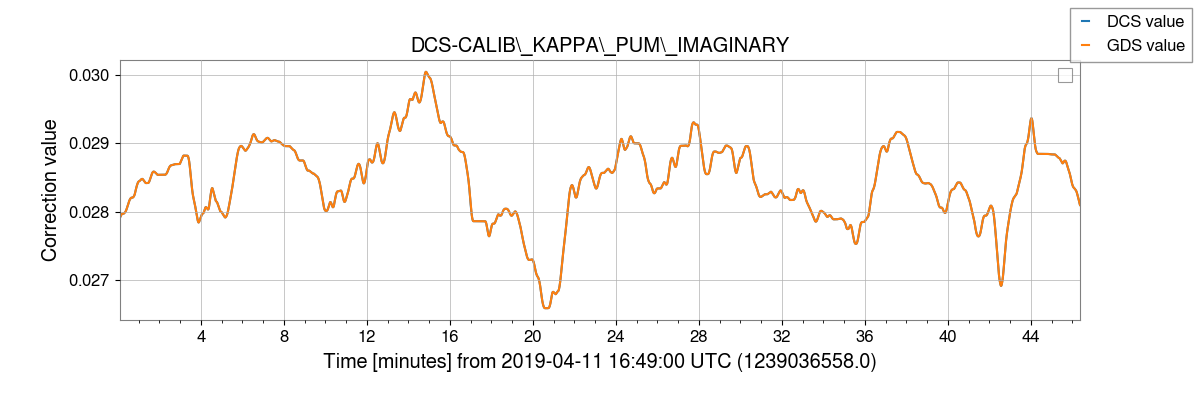 DCS value
GDS value
DCS-CALIB\_KAPPA\_PUM\_IMAGINARY
Correction value
0.030
0.029
0.028
0.027
4 8 12 16 20 24 28 32 36 40 44
Time [minutes] from 2019-04-11 16:49:00 UTC (1239036558.0)